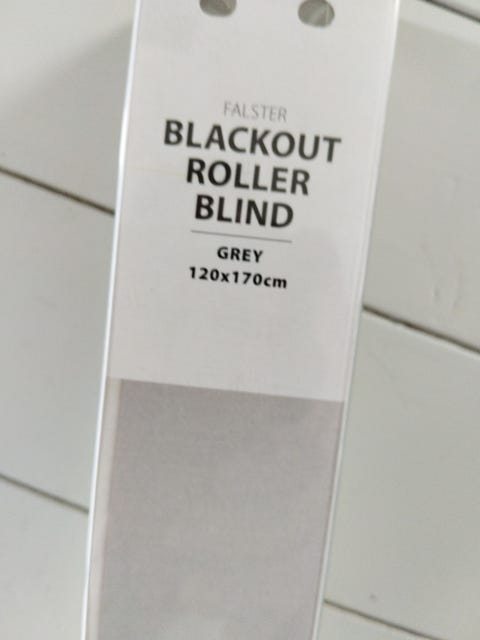 FALSTER
BLACKOUT
ROLLER
BLIND
GREY
120x170cm